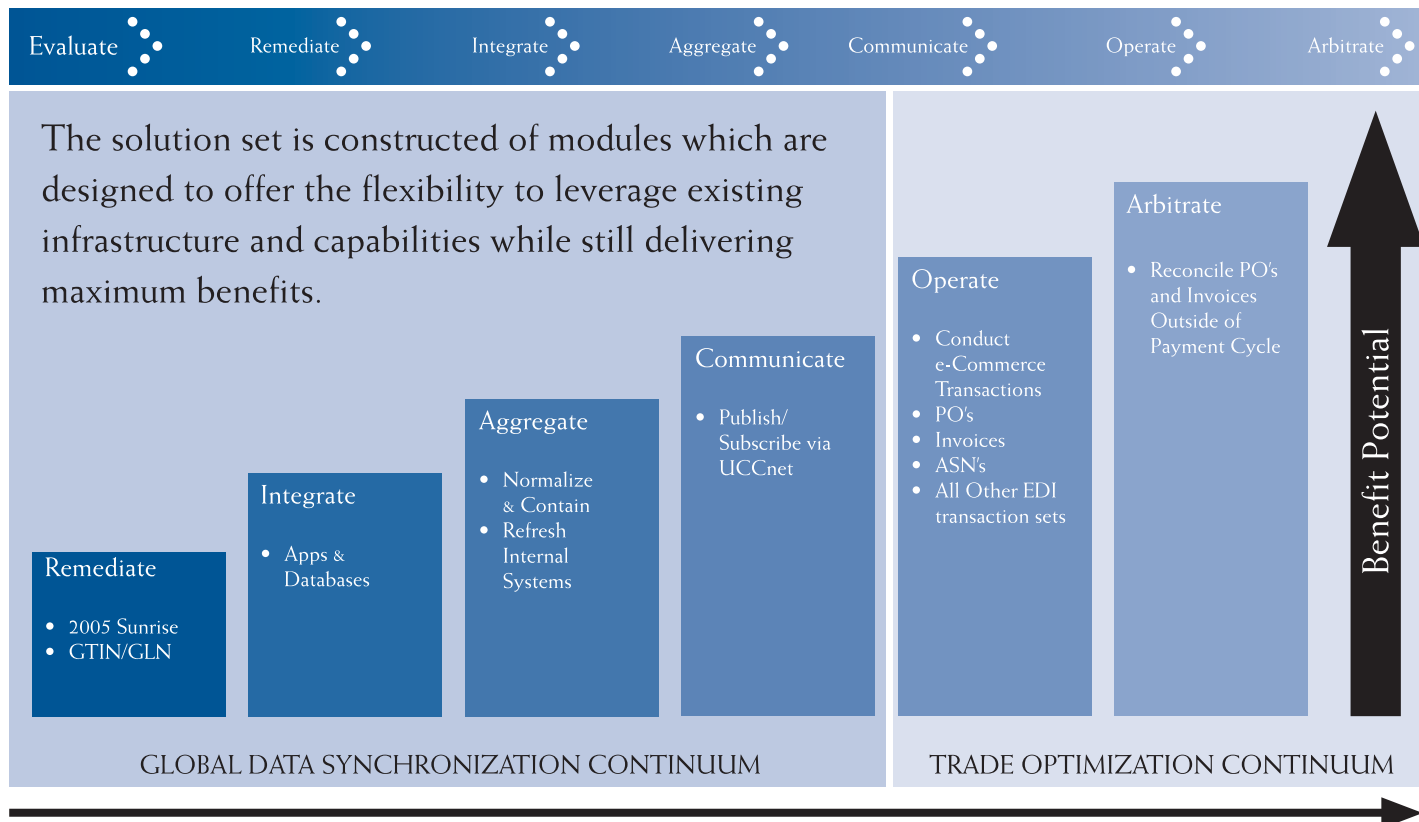 Evaluate
Remediate
Integrate
Aggregate
Communicate
Operate
Arbitrate
The solution set is constructed of modules which are
designed to offer the flexibility to leverage existing
infrastructure and capabilities while still delivering
maximum benefits.
Remediate
• 2005 Sunrise
• GTIN/GLN
Integrate
• Apps &
Databases
Aggregate
• Normalize
& Contain
• Refresh
Internal
Systems
Communicate
• Publish/
Subscribe via
UCCnet
GLOBAL DATA SYNCHRONIZATION CONTINUUM
Operate
• Conduct
e-Commerce
Transactions
• PO's
• Invoices
• ASN's
• All Other EDI
transaction sets
Arbitrate
• Reconcile PO's
and Invoices
Outside of
Payment Cycle
Benefit Potential
TRADE OPTIMIZATION CONTINUUM